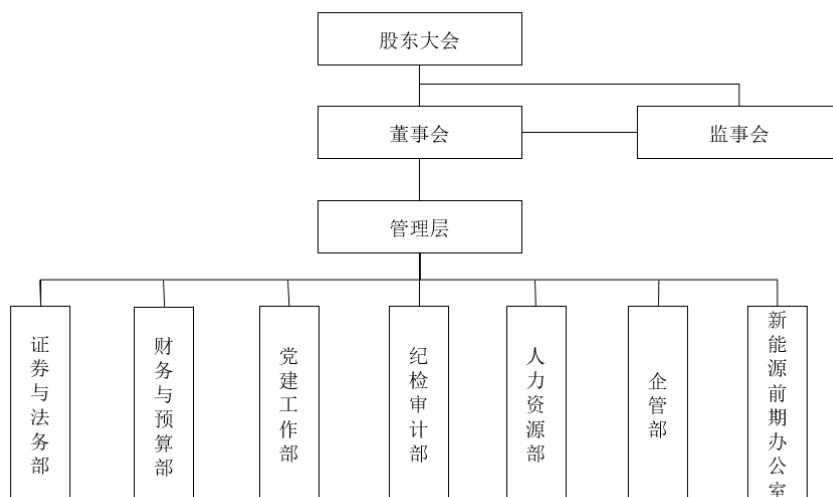 股东大会
董事会
监事会
管理层
证券与法务部
财务与预算部
党建工作部
纪检审计部
人力资源部
企管部
新能源前期办公室